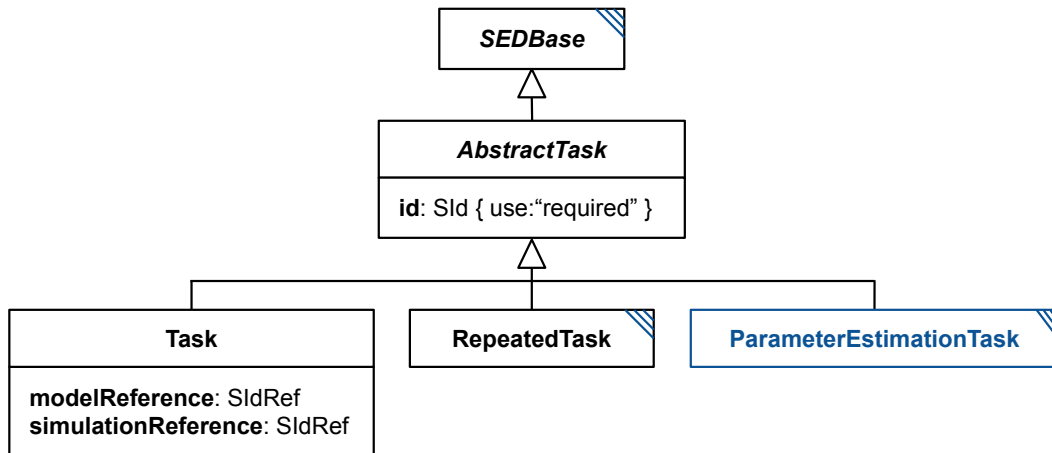 SEDBase
AbstractTask
id: SId { use:“required” }
Task
RepeatedTask
ParameterEstimationTask
modelReference: SIdRef
simulationReference: SIdRef